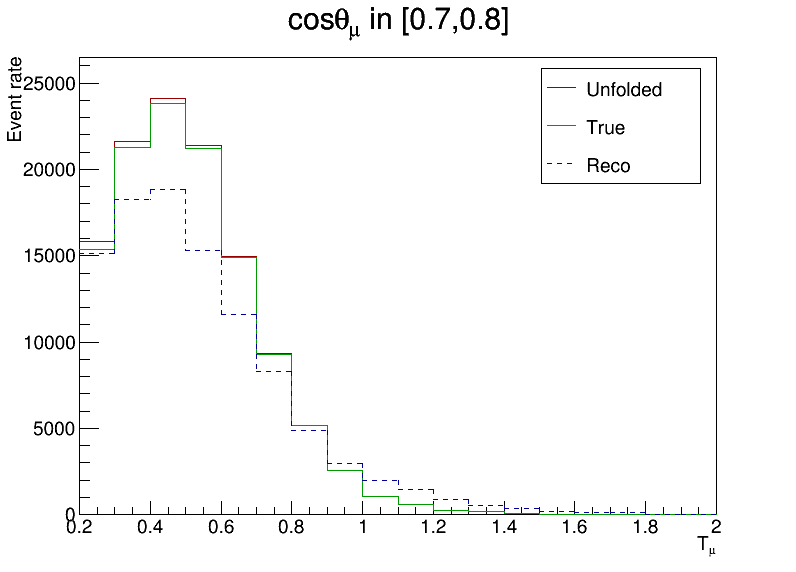 cosθμ in [0.7,0.8]
Event rate
25000
20000
15000
10000
5000
0
Unfolded
True
Reco
0.2 0.4 0.6 0.8 1 1.2 1.4 1.6 1.8 2
Tμ